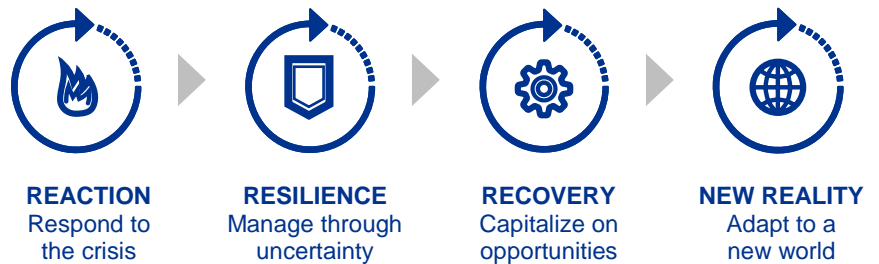 REACTION
Respond to
the crisis
RESILIENCE
Manage through
uncertainty
RECOVERY
Capitalize on
opportunities
NEW REALITY
Adapt to a
new world